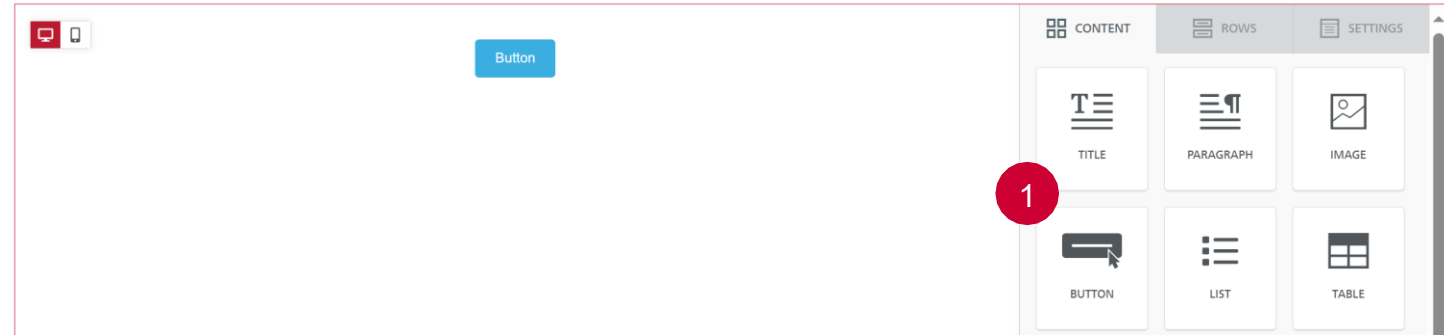 CONTENT
ROWS
SETTINGS
Button
TITLE
PARAGRAPH
IMAGE
1
BUTTON
LIST
TABLE